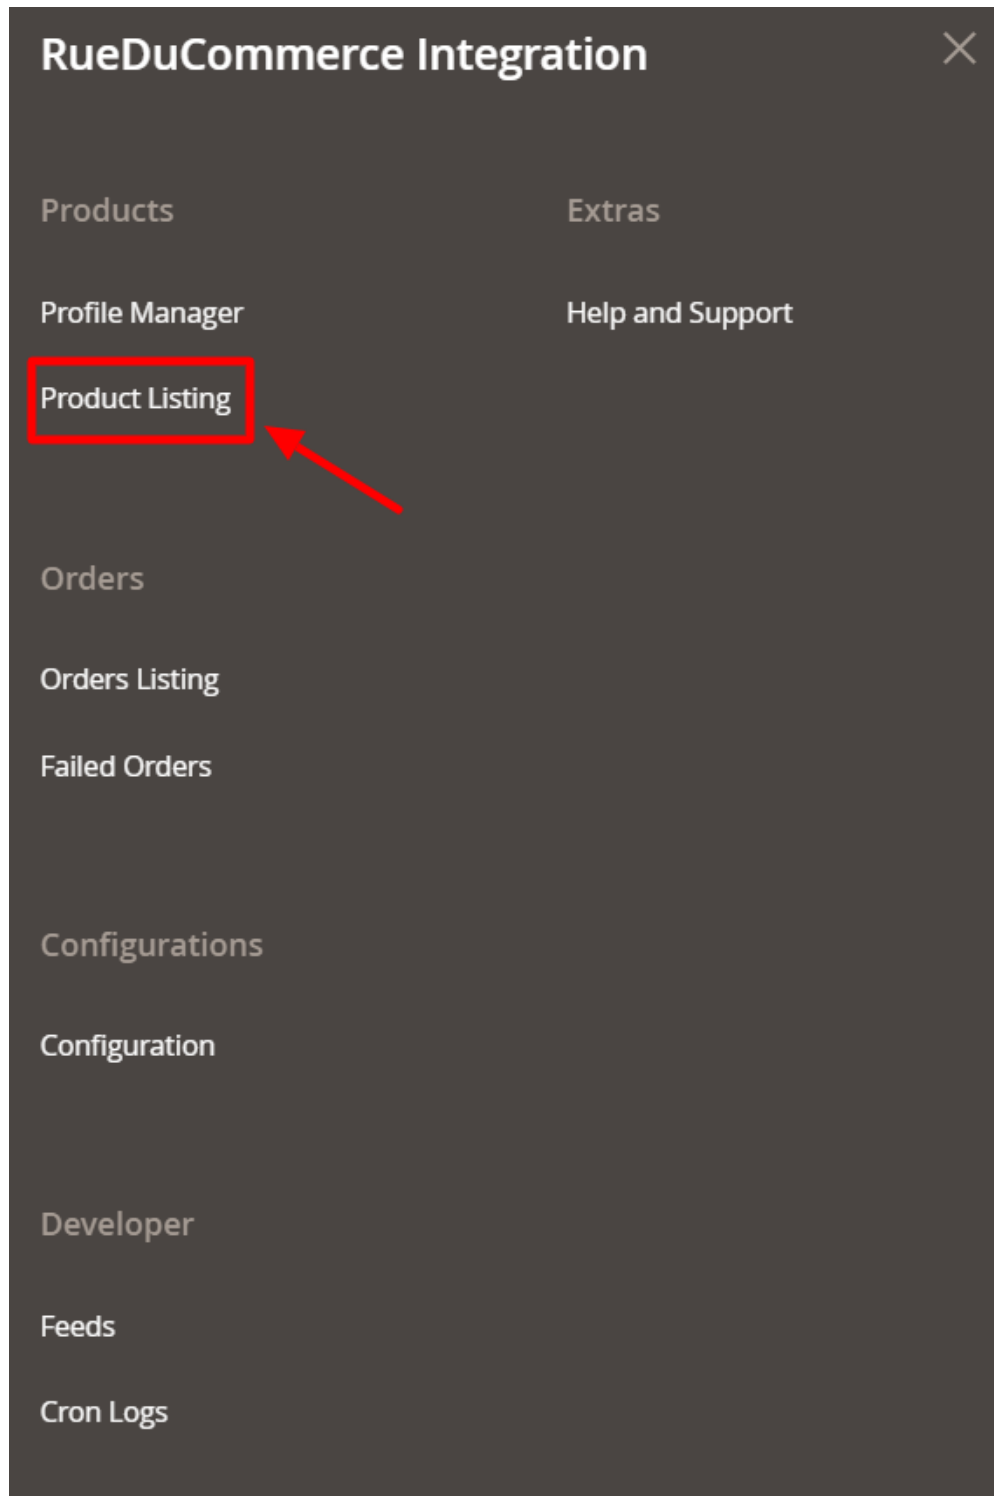 RueDuCommerce Integration
Products
Profile Manager
Product Listing
Orders
Orders Listing
Failed Orders
Configurations
Configuration
Developer
Feeds
Cron Logs
Extras
Help and Support